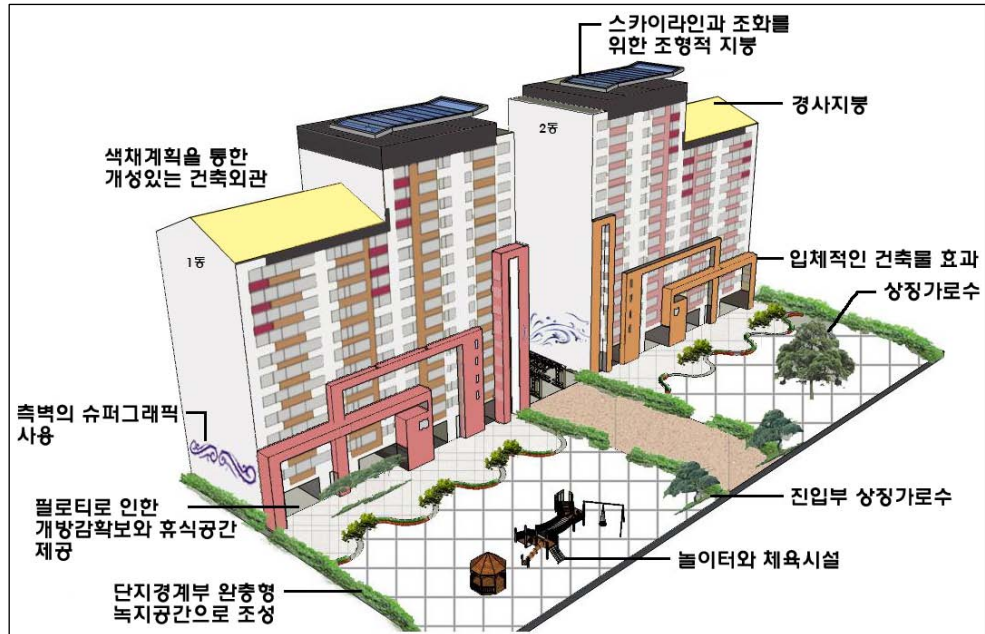 스카이라인과 조화를
위한 조형적 지붕
경사지붕
2동
색채계획을 통한
개성있는 건축외관
1동
입체적인 건축물 효과
상징가로수
측벽의 슈퍼그래픽
사용
진입부 상징가로수
필로티로 인한
개방감확보와 휴식공간
제공
놀이터와 체육시설
단지경계부 완충형
녹지공간으로 조성